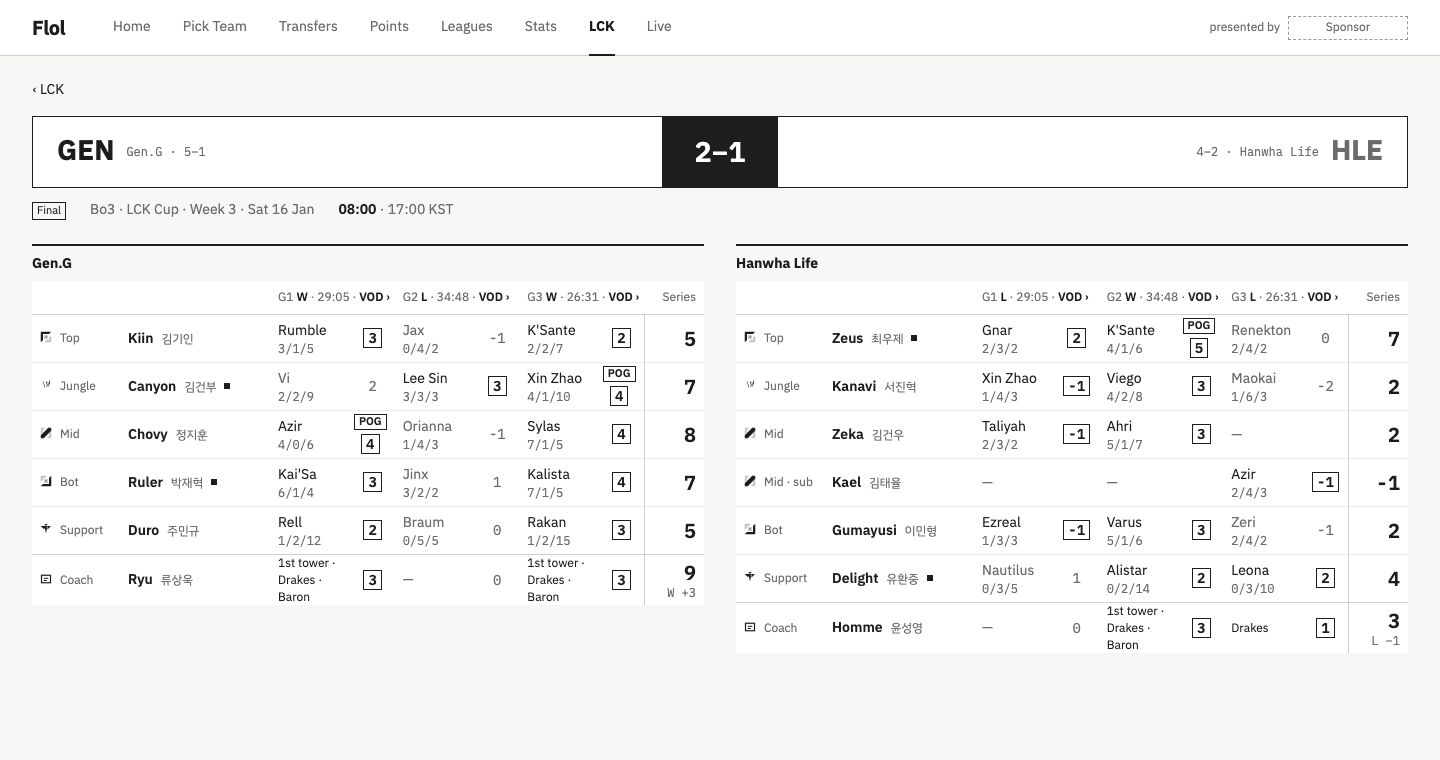 Flol Home Pick Team Transfers Points Leagues Stats LCK Live presented by Sponsor
‹ LCK
GEN Gen.G · 5–1 2–1 4–2 · Hanwha Life HLE
Final Bo3 · LCK Cup · Week 3 · Sat 16 Jan 08:00 · 17:00 KST
Gen.G
G1 W · 29:05 · VOD › G2 L · 34:48 · VOD › G3 W · 26:31 · VOD › Series
Top Kiin 김기인 Rumble 3 Jax -1 K'Sante 2 5
3/1/5 0/4/2 2/2/7
Jungle Canyon 김건부 Vi 2 Lee Sin 3 Xin Zhao POG 4 7
2/2/9 3/3/3 4/1/10
Mid Chovy 정지훈 Azir POG 4 Orianna -1 Sylas 4 8
4/0/6 1/4/3 7/1/5
Bot Ruler 박재혁 Kai'Sa 3 Jinx 1 Kalista 4 7
6/1/4 3/2/2 7/1/5
Support Duro 주민규 Rell 2 Braum 0 Rakan 3 5
1/2/12 0/5/5 1/2/15
Coach Ryu 류상욱 1st tower · 3 — 0 1st tower · 3 9
Drakes · Drakes ·
Baron Baron W +3
Hanwha Life
G1 L · 29:05 · VOD › G2 W · 34:48 · VOD › G3 L · 26:31 · VOD › Series
Top Zeus 최우제 Gnar 2 K'Sante POG 5 Renekton 0 7
2/3/2 4/1/6 2/4/2
Jungle Kanavi 서진혁 Xin Zhao -1 Viego 3 Maokai -2 2
1/4/3 4/2/8 1/6/3
Mid Zeka 김건우 Taliyah -1 Ahri 3 — 2
2/3/2 5/1/7
Mid · sub Kael 김태율 — — Azir -1 -1
2/4/3
Bot Gumayusi 이민형 Ezreal -1 Varus 3 Zeri -1 2
1/3/3 5/1/6 2/4/2
Support Delight 유환중 Nautilus 1 Alistar 2 Leona 2 4
0/3/5 0/2/14 0/3/10
Coach Homme 윤성영 — 0 1st tower · 3 Drakes 1 3
Drakes ·
Baron L −1